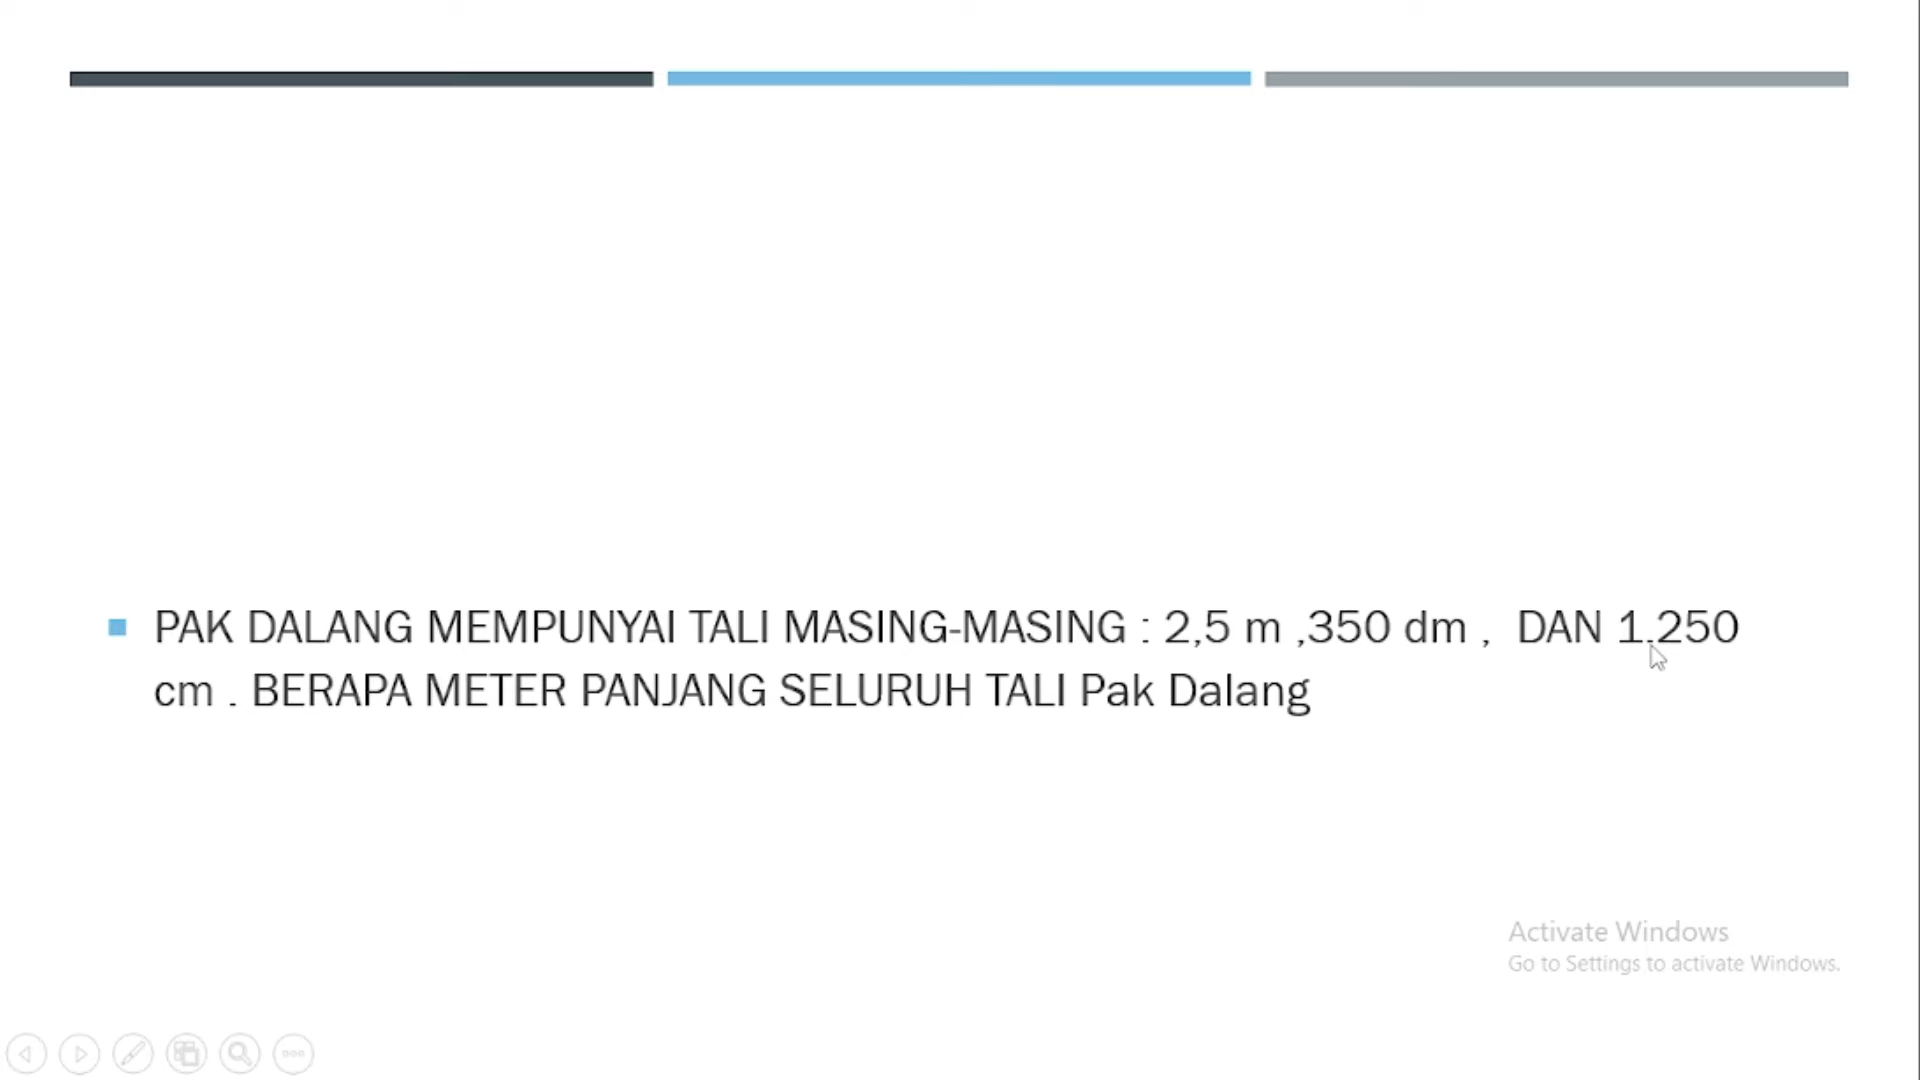 PAK DALANG MEMPUNYAI TALI MASING-MASING : 2,5 m ,350 dm ,  DAN 1.250
cm . BERAPA METER PANJANG SELURUH TALI Pak Dalang
Activate Windows
Go to Settings to activate Windows.